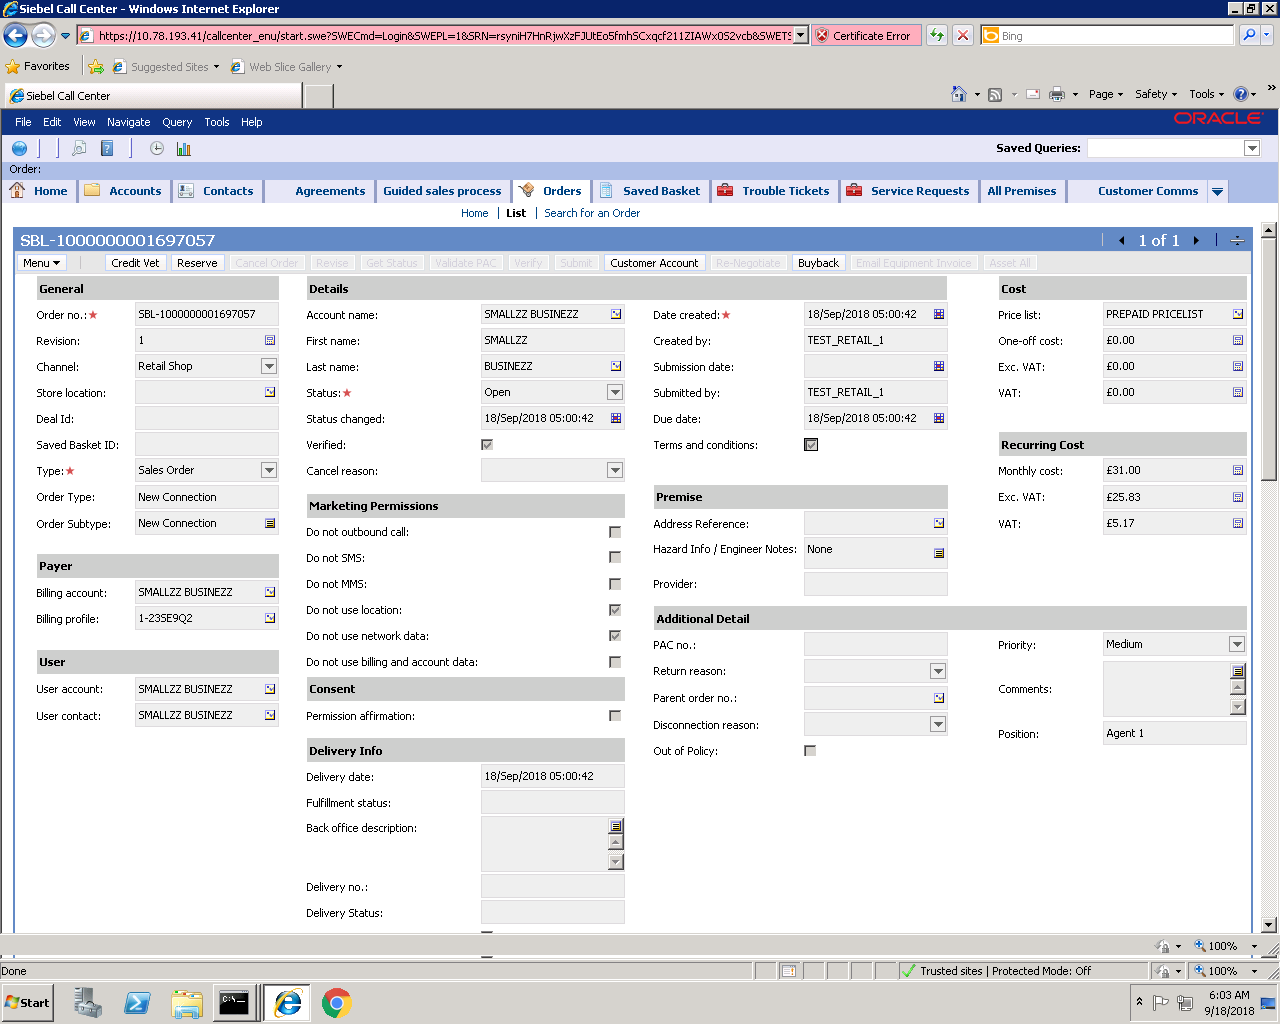 Siebel Call Center - Windows Internet Explorer
https://10.78.193.41/callcenter_enu/start.swe?SWECmd=Login&SWEPL=1&SRN=rsyniH7HnRjwXzFJUtEo5fmhSCxqcf211ZIAWx0S2vcb&SWETS
Certificate Error
Bing
Favorites
Suggested Sites
Web Slice Gallery
Siebel Call Center
Page
Safety
Tools
File Edit View Navigate Query Tools Help
ORACLE
Saved Queries:
Order:
Home Accounts Contacts Agreements Guided sales process Orders Saved Basket Trouble Tickets Service Requests All Premises Customer Comms
Home List Search for an Order
SBL-1000000001697057
1 of 1
Menu Credit Vet Reserve Cancel Order Revise Get Status Validate PAC Verify Submit Customer Account Re-Negotiate Buyback Email Equipment Invoice Asset All
General
Order no.: SBL-1000000001697057
Revision: 1
Channel: Retail Shop
Store location:
Deal Id:
Saved Basket ID:
Type: Sales Order
Order Type: New Connection
Order Subtype: New Connection
Payer
Billing account: SMALLZZ BUSINEZZ
Billing profile: 1-23SE9Q2
User
User account: SMALLZZ BUSINEZZ
User contact: SMALLZZ BUSINEZZ
Details
Account name: SMALLZZ BUSINEZZ
First name: SMALLZZ
Last name: BUSINEZZ
Status: Open
Status changed: 18/Sep/2018 05:00:42
Verified:
Cancel reason:
Marketing Permissions
Do not outbound call:
Do not SMS:
Do not MMS:
Do not use location:
Do not use network data:
Do not use billing and account data:
Consent
Permission affirmation:
Delivery Info
Delivery date: 18/Sep/2018 05:00:42
Fulfillment status:
Back office description:
Delivery no.:
Delivery Status:
Date created: 18/Sep/2018 05:00:42
Created by: TEST_RETAIL_1
Submission date:
Submitted by: TEST_RETAIL_1
Due date: 18/Sep/2018 05:00:42
Terms and conditions:
Premise
Address Reference:
Hazard Info / Engineer Notes: None
Provider:
Additional Detail
PAC no.:
Return reason:
Parent order no.:
Disconnection reason:
Out of Policy:
Priority: Medium
Comments:
Position: Agent 1
Cost
Price list: PREPAID PRICELIST
One-off cost: £0.00
Exc. VAT: £0.00
VAT: £0.00
Recurring Cost
Monthly cost: £31.00
Exc. VAT: £25.83
VAT: £5.17
100%
Done
Trusted sites | Protected Mode: Off
100%
Start
6:03 AM
9/18/2018